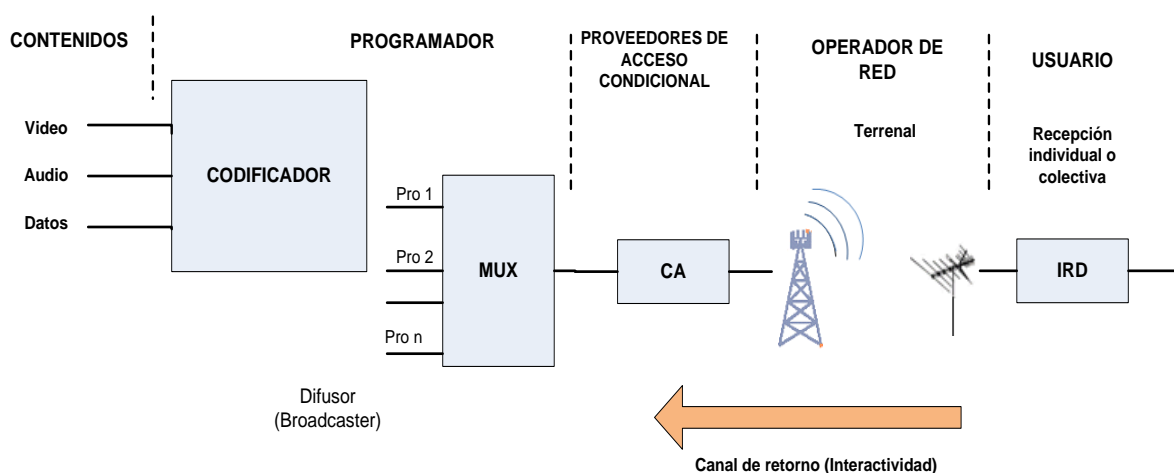 CONTENIDOS
PROGRAMADOR
PROVEEDORES DE
ACCESO
CONDICIONAL
OPERADOR DE
RED
USUARIO
Terrenal
Recepción
individual o
colectiva
Video
Audio
Datos
CODIFICADOR
Pro 1
Pro 2
Pro n
MUX
CA
IRD
Difusor
(Broadcaster)
Canal de retorno (Interactividad)